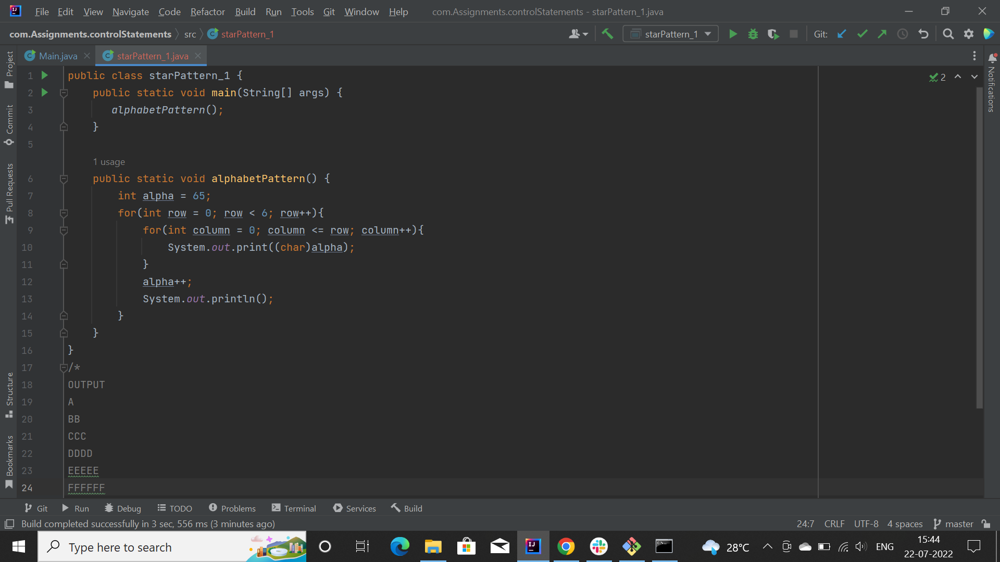 File Edit View Navigate Code Refactor Build Run Tools Git Window Help com.Assignments.controlStatements - starPattern_1.java
com.Assignments.controlStatements src starPattern_1 starPattern_1 Git:
Main.java starPattern_1.java
Project
Commit
Pull Requests
Structure
Bookmarks
1 public class starPattern_1 {
2 public static void main(String[] args) {
3 alphabetPattern();
4 }
5
1 usage
6 public static void alphabetPattern() {
7 int alpha = 65;
8 for(int row = 0; row < 6; row++){
9 for(int column = 0; column <= row; column++){
10 System.out.print((char)alpha);
11 }
12 alpha++;
13 System.out.println();
14 }
15 }
16 }
17 /*
18 OUTPUT
19 A
20 BB
21 CCC
22 DDDD
23 EEEEE
24 FFFFFF
2
Notifications
Git Run Debug TODO Problems Terminal Services Build
Build completed successfully in 3 sec, 556 ms (3 minutes ago) 24:7 CRLF UTF-8 4 spaces master
Type here to search 28°C ENG 15:44
22-07-2022